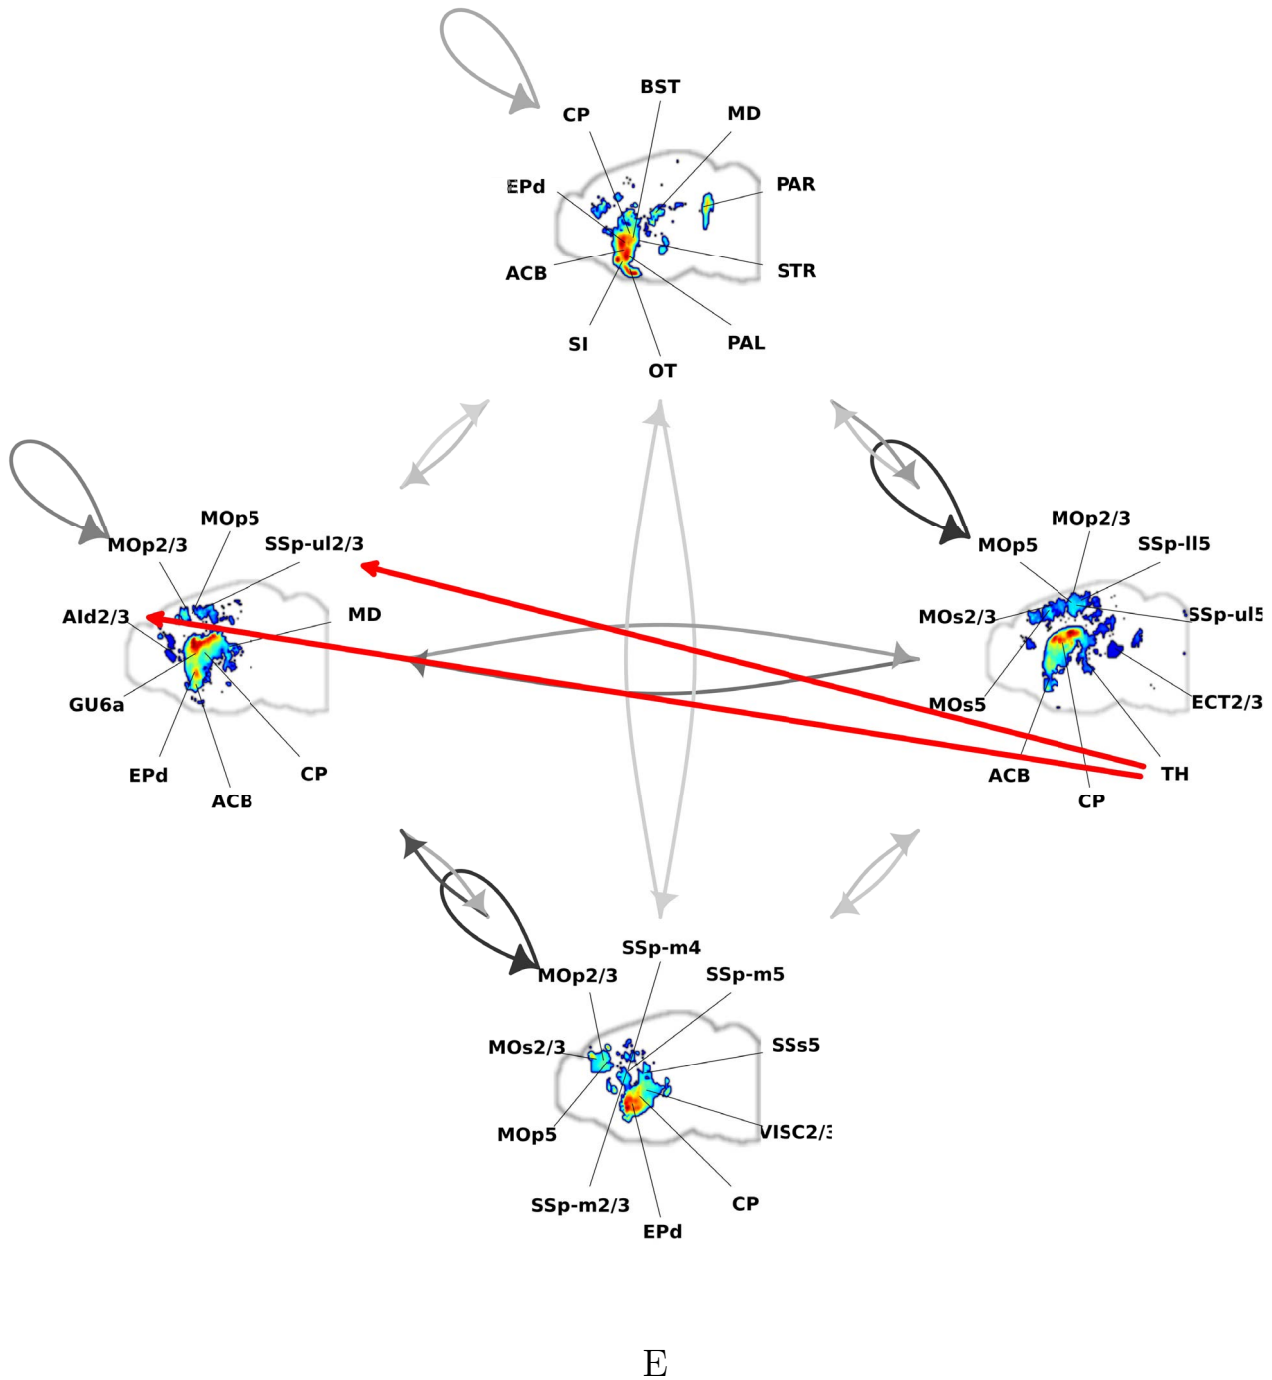 BST
CP
MD
EPd
PAR
ACB
STR
SI
PAL
OT
MOp5
MOp2/3
SSp-ul2/3
AId2/3
MD
GU6a
EPd
CP
ACB
MOp2/3
MOp5
SSp-ll5
MOs2/3
SSp-ul5
MOs5
ECT2/3
ACB
TH
CP
SSp-m4
MOp2/3
SSp-m5
MOs2/3
SSs5
MOp5
VISC2/3
SSp-m2/3
CP
EPd
E